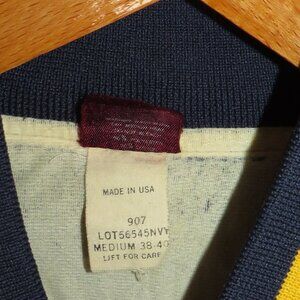 MADE IN USA
907
LOT56545NVY
MEDIUM 38-40
LIFT FOR CARE